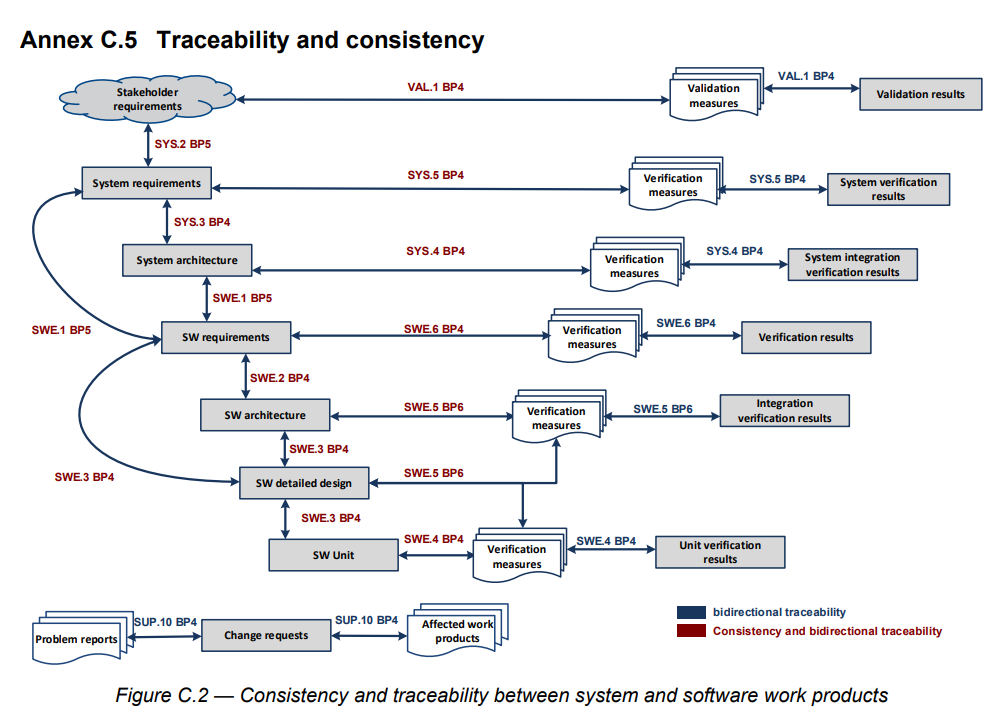 Annex C.5 Traceability and consistency
Stakeholder
requirements
VAL.1 BP4
Validation
measures
VAL.1 BP4
Validation results
SYS.2 BP5
System requirements
SYS.5 BP4
Verification
measures
SYS.5 BP4
System verification
results
SYS.3 BP4
System architecture
SYS.4 BP4
Verification
measures
SYS.4 BP4
System integration
verification results
SWE.1 BP5
SWE.1 BP5
SW requirements
SWE.6 BP4
Verification
measures
SWE.6 BP4
Verification results
SWE.2 BP4
SW architecture
SWE.5 BP6
Verification
measures
SWE.5 BP6
Integration
verification results
SWE.3 BP4
SWE.3 BP4
SW detailed design
SWE.5 BP6
SWE.3 BP4
SW Unit
SWE.4 BP4
Verification
measures
SWE.4 BP4
Unit verification
results
Problem reports
SUP.10 BP4
Change requests
SUP.10 BP4
Affected work
products
bidirectional traceability
Consistency and bidirectional traceability
Figure C.2 — Consistency and traceability between system and software work products